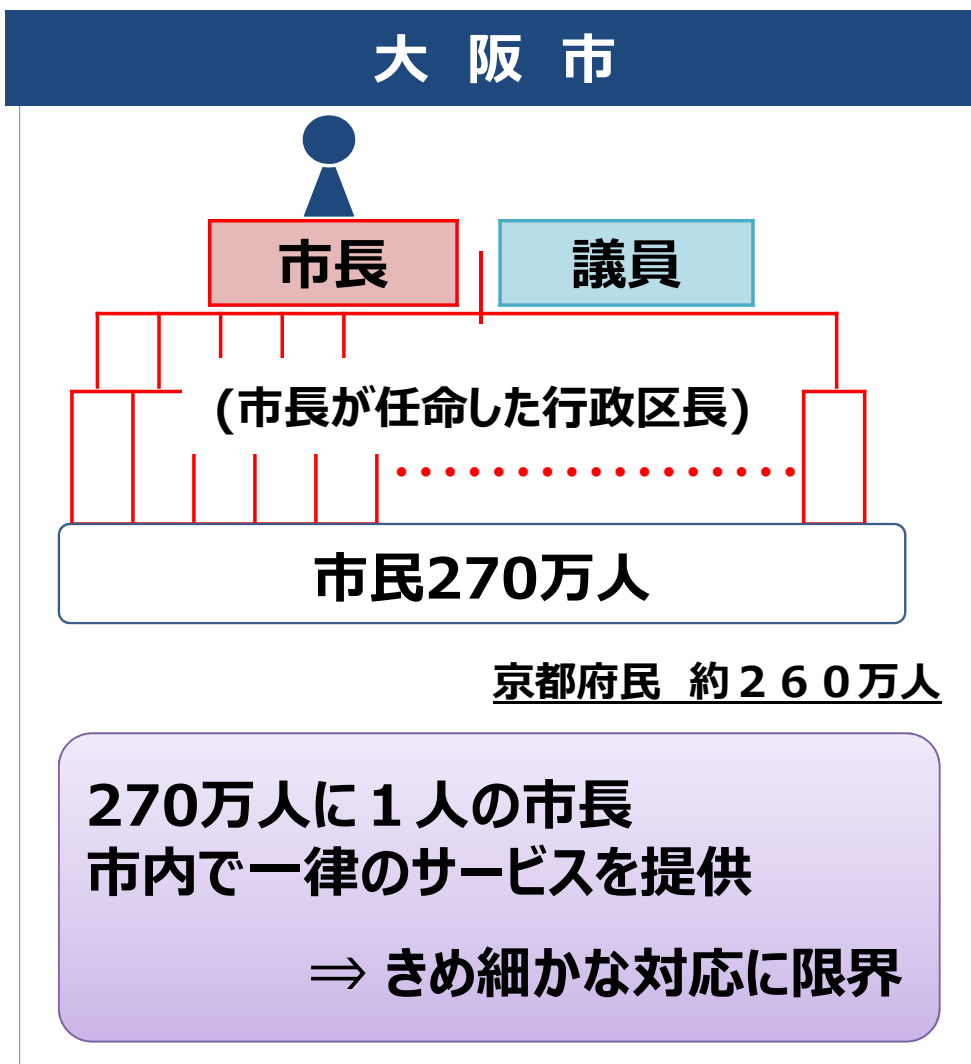 大 阪 市
市長
議員
(市長が任命した行政区長)
市民270万人
京都府民 約２６０万人
270万人に１人の市長
市内で一律のサービスを提供
⇒ きめ細かな対応に限界